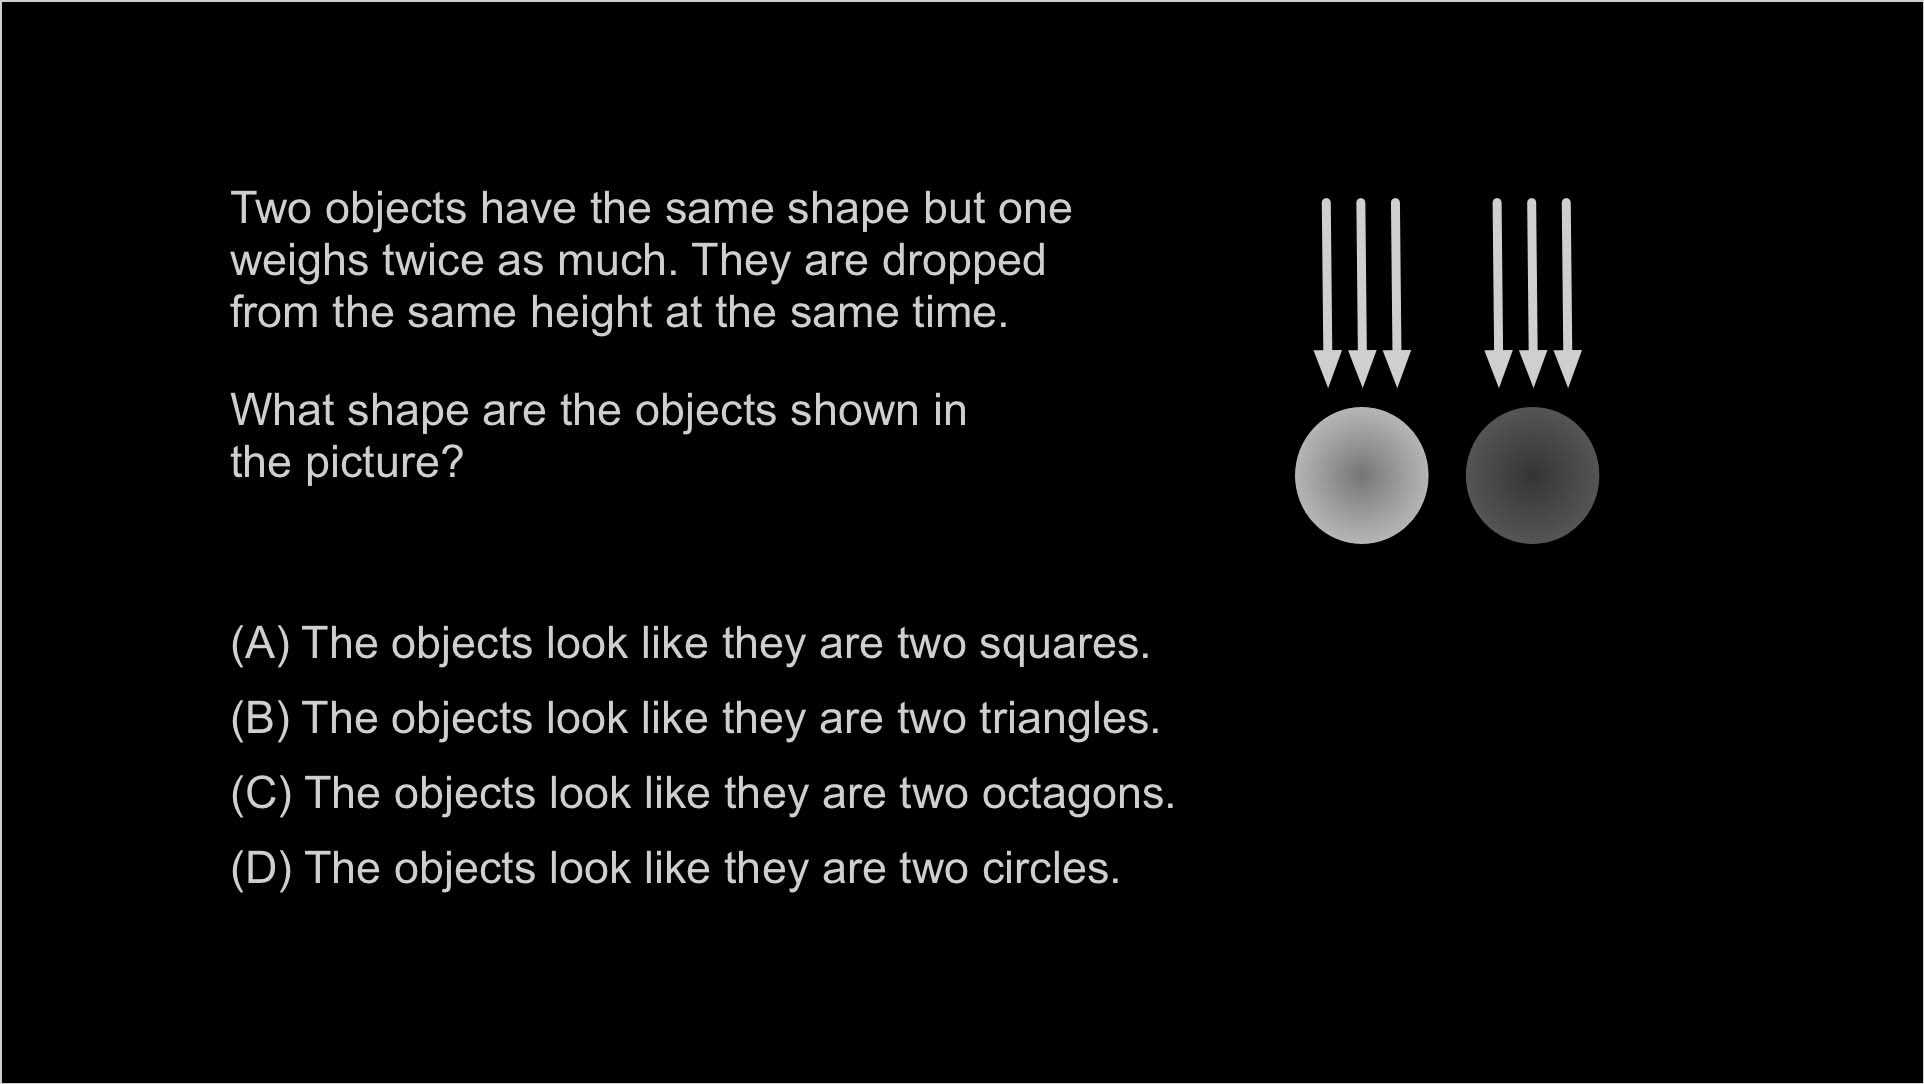 Two objects have the same shape but one
weighs twice as much. They are dropped
from the same height at the same time.
What shape are the objects shown in
the picture?
(A) The objects look like they are two squares.
(B) The objects look like they are two triangles.
(C) The objects look like they are two octagons.
(D) The objects look like they are two circles.